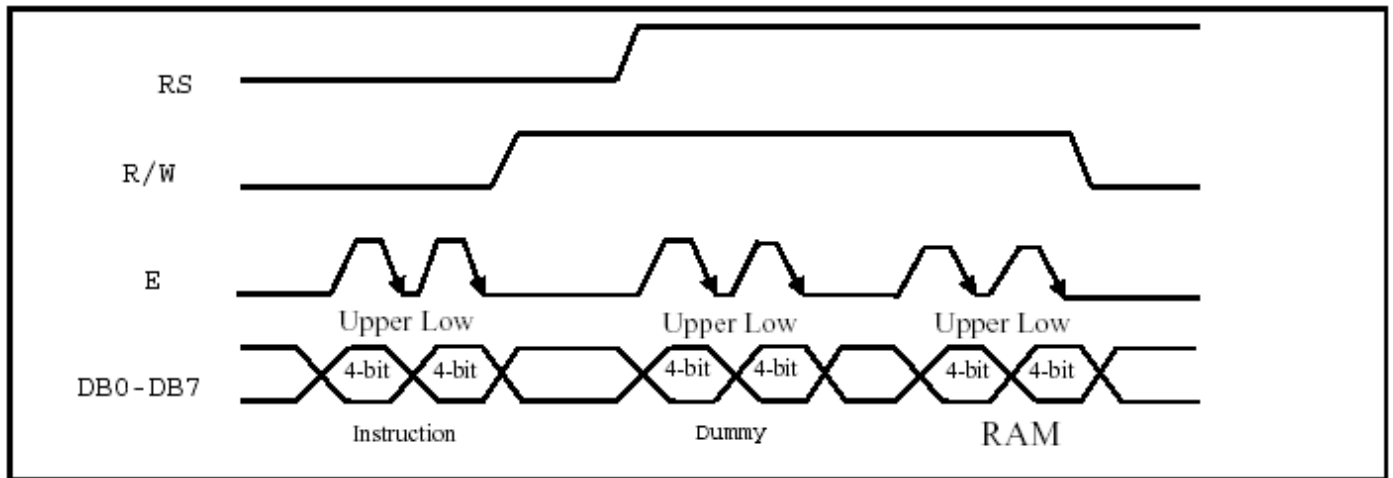 RS
R/W
E
Upper Low Upper Low Upper Low
DB0-DB7 4-bit 4-bit 4-bit 4-bit 4-bit 4-bit
Instruction Dummy RAM